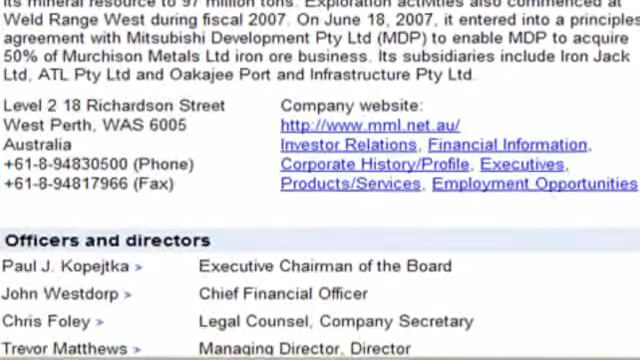 its mineral resource to 97 million tons. Exploration activities also commenced at
Weld Range West during fiscal 2007. On June 18, 2007, it entered into a principles
agreement with Mitsubishi Development Pty Ltd (MDP) to enable MDP to acquire
50% of Murchison Metals Ltd iron ore business. Its subsidiaries include Iron Jack
Ltd, ATL Pty Ltd and Oakajee Port and Infrastructure Pty Ltd.
Level 2 18 Richardson Street
West Perth, WAS 6005
Australia
+61-8-94830500 (Phone)
+61-8-94817966 (Fax)
Company website:
http://www.mml.net.au/
Investor Relations, Financial Information,
Corporate History/Profile, Executives,
Products/Services, Employment Opportunities
Officers and directors
Paul J. Kopejtka > Executive Chairman of the Board
John Westdorp > Chief Financial Officer
Chris Foley > Legal Counsel, Company Secretary
Trevor Matthews > Managing Director, Director